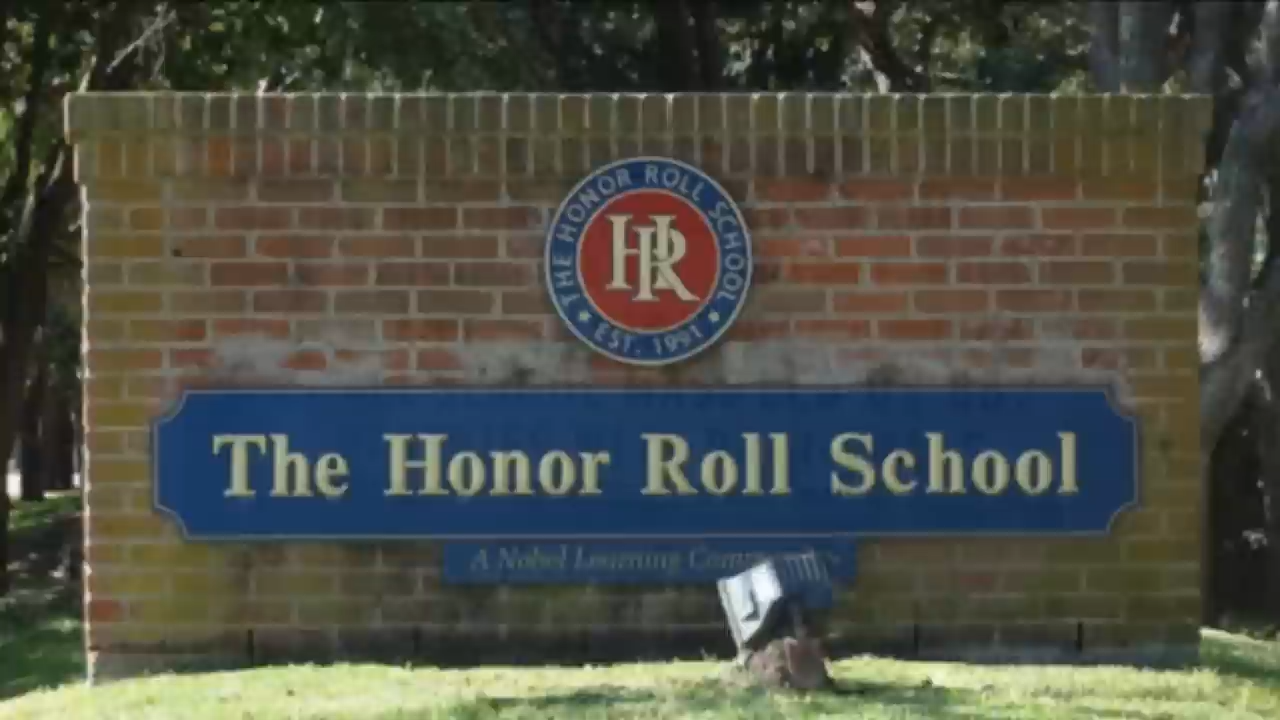 THE HONOR ROLL SCHOOL
HR
EST. 1991
The Honor Roll School
A Nobel Learning